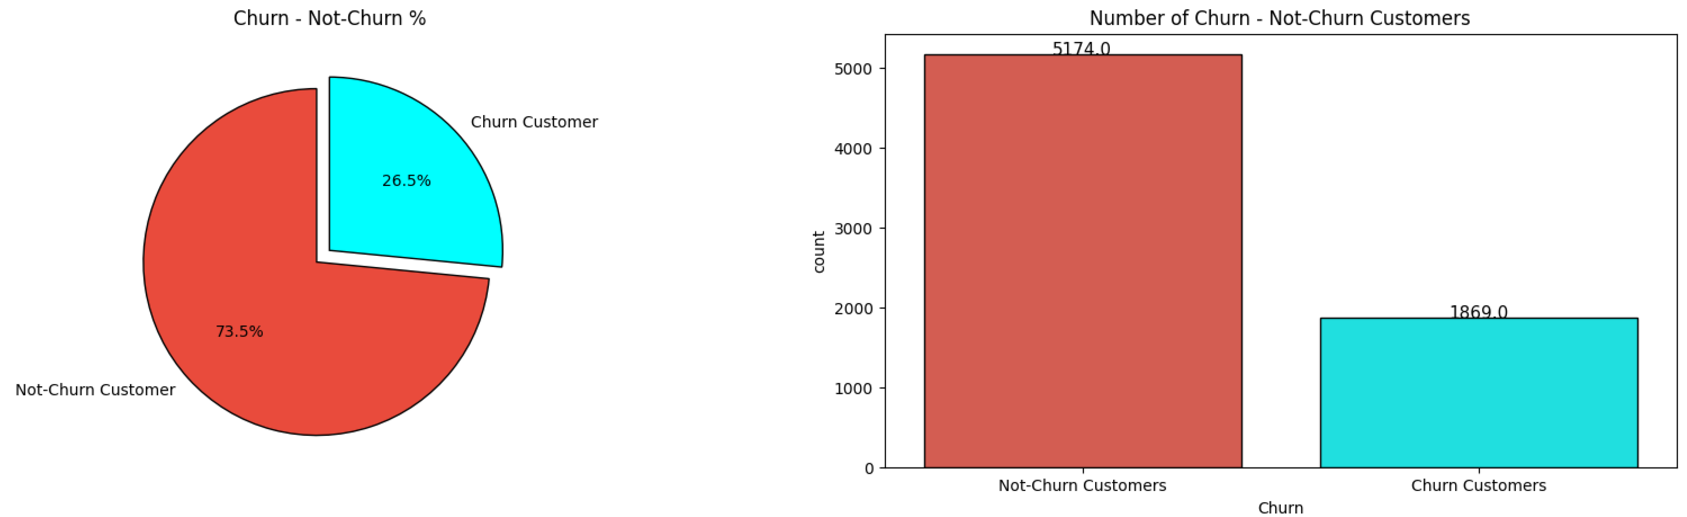 Churn - Not-Churn %
Churn Customer
26.5%
73.5%
Not-Churn Customer
Number of Churn - Not-Churn Customers
5174.0
5000
4000
3000
2000
1000
0
count
1869.0
Not-Churn Customers
Churn Customers
Churn